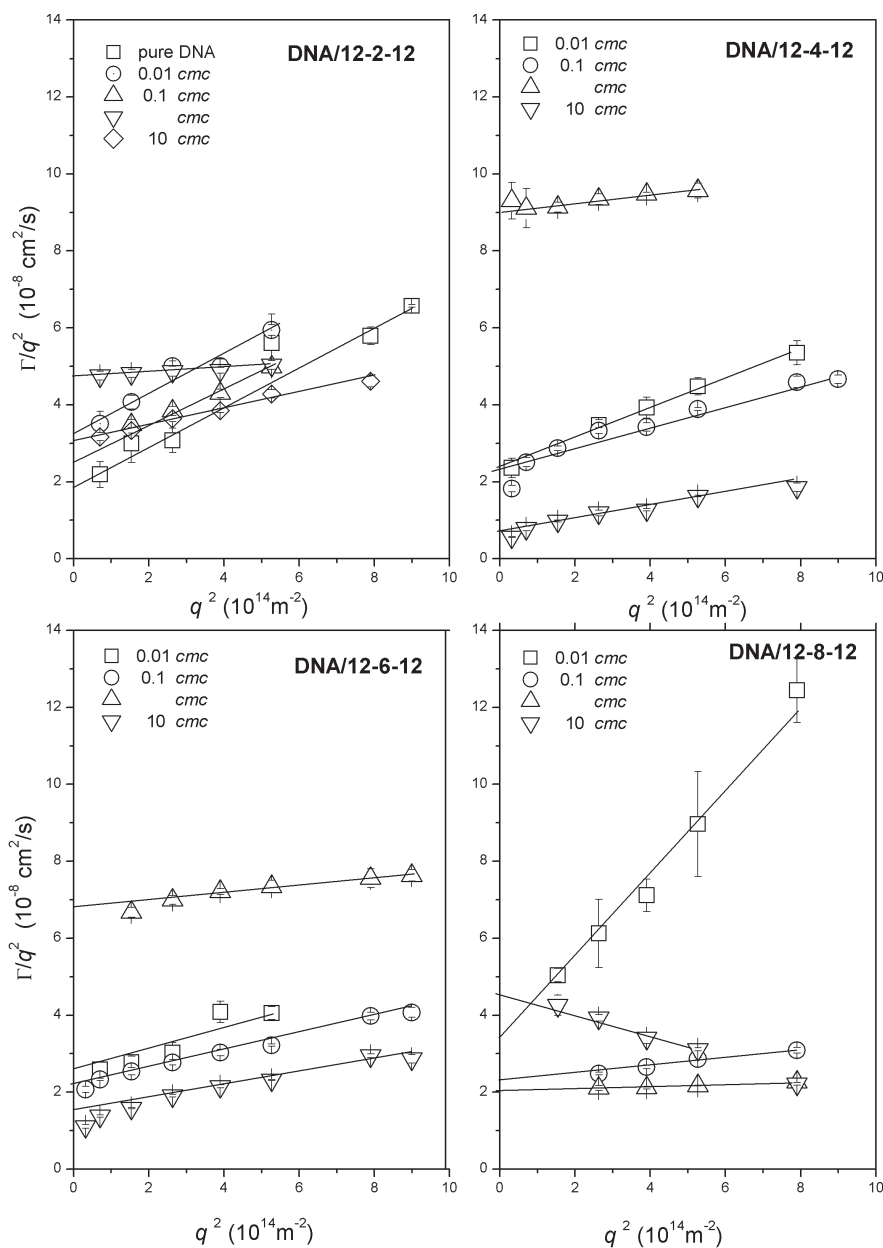 DNA/12-2-12
pure DNA
0.01 cmc
0.1 cmc
cmc
10 cmc
14
12
10
8
6
4
2
0
Γ/q² (10⁻⁸ cm²/s)
0 2 4 6 8 10
q² (10¹⁴m⁻²)
DNA/12-4-12
0.01 cmc
0.1 cmc
cmc
10 cmc
14
12
10
8
6
4
2
0
0 2 4 6 8 10
q² (10¹⁴m⁻²)
DNA/12-6-12
0.01 cmc
0.1 cmc
cmc
10 cmc
14
12
10
8
6
4
2
0
Γ/q² (10⁻⁸ cm²/s)
0 2 4 6 8 10
q² (10¹⁴m⁻²)
DNA/12-8-12
0.01 cmc
0.1 cmc
cmc
10 cmc
14
12
10
8
6
4
2
0
0 2 4 6 8 10
q² (10¹⁴m⁻²)